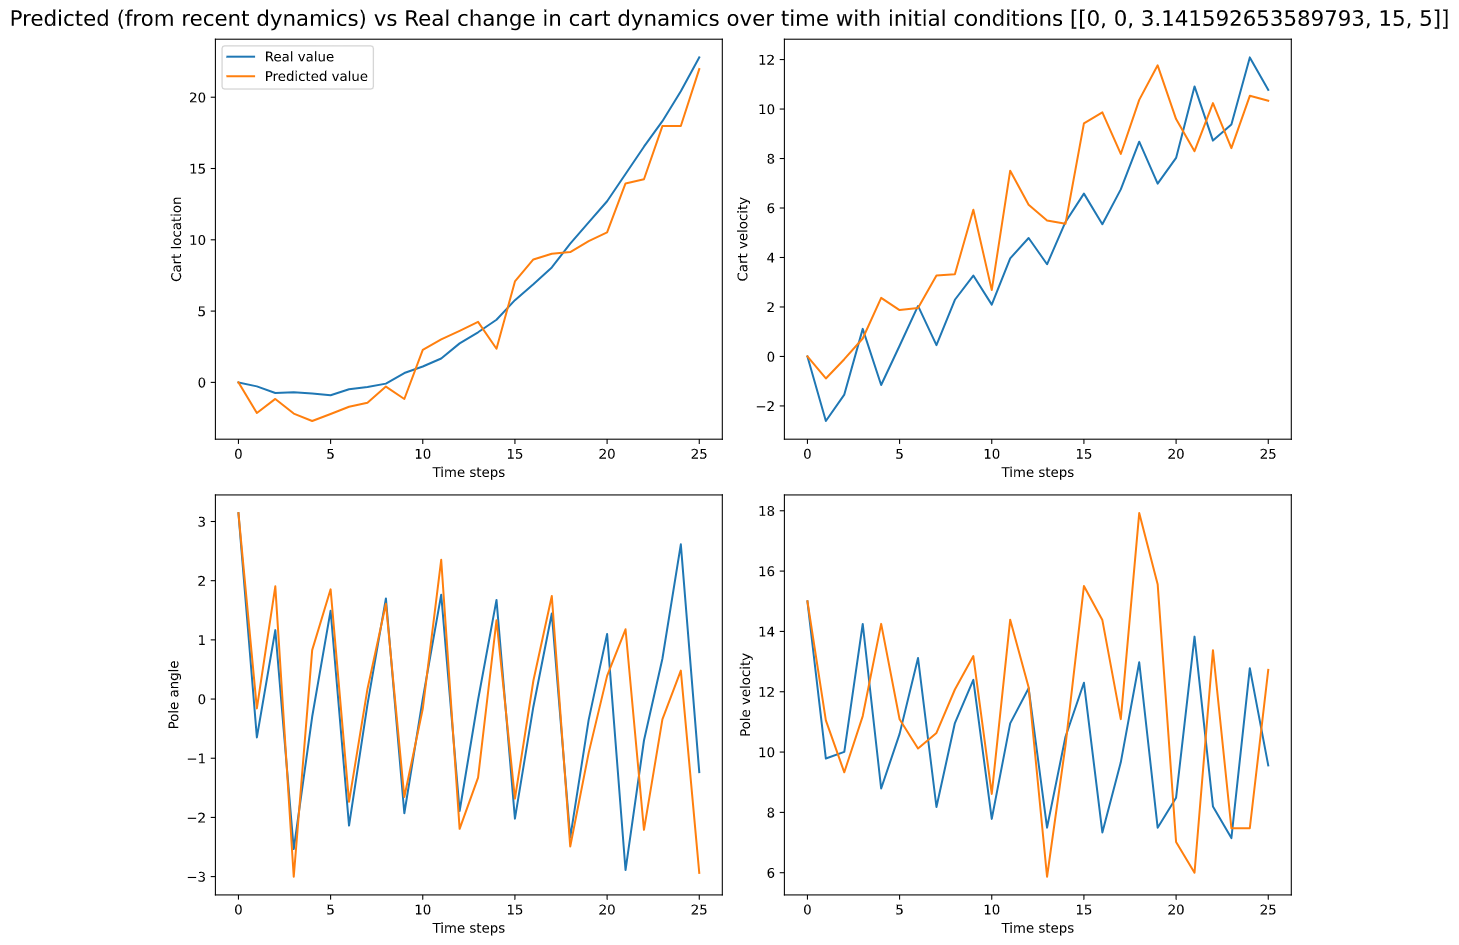 Predicted (from recent dynamics) vs Real change in cart dynamics over time with initial conditions [[0, 0, 3.141592653589793, 15, 5]]
Real value
Predicted value
Cart location
20
15
10
5
0
0 5 10 15 20 25
Time steps
Cart velocity
12
10
8
6
4
2
0
−2
0 5 10 15 20 25
Time steps
Pole angle
3
2
1
0
−1
−2
−3
0 5 10 15 20 25
Time steps
Pole velocity
18
16
14
12
10
8
6
0 5 10 15 20 25
Time steps